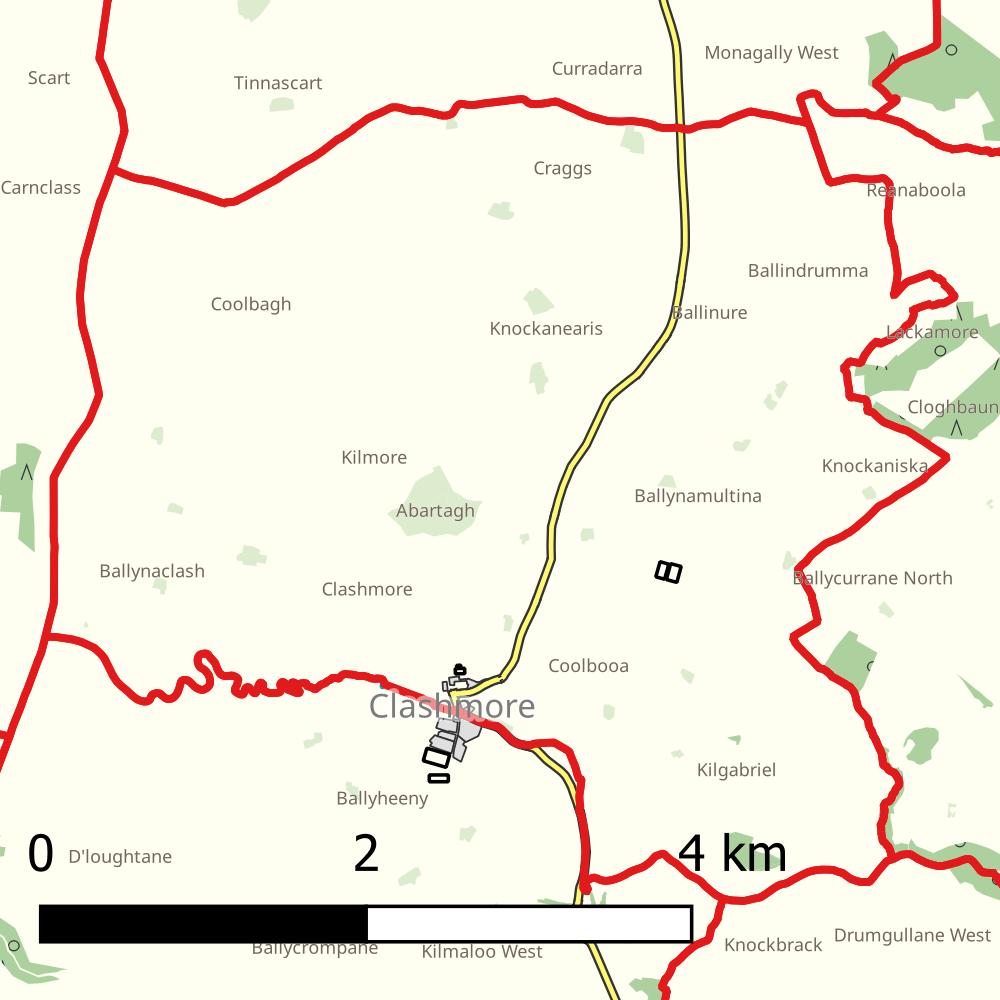 Monagally West
Curradarra
Scart
Tinnascart
Craggs
Carnclass
Reanaboola
Ballindrumma
Coolbagh
Ballinure
Knockanearis
Lackamore
Cloghbaun
Kilmore
Knockaniska
Ballynamultina
Abartagh
Ballynaclash
Ballycurrane North
Clashmore
Coolbooa
Clashmore
Kilgabriel
Ballyheeny
0 2 4 km
D'loughtane
Drumgullane West
Knockbrack
Ballycrompane
Kilmaloo West